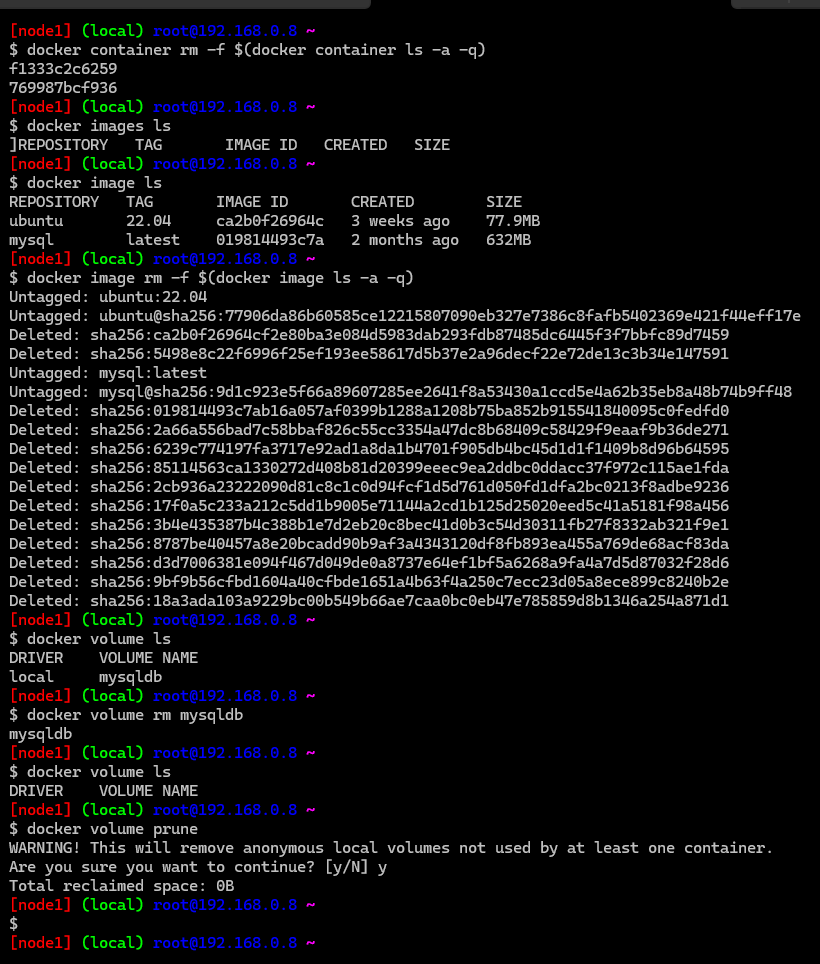 [node1] (local) root@192.168.0.8 ~
$ docker container rm -f $(docker container ls -a -q)
f1333c2c6259
769987bcf936
[node1] (local) root@192.168.0.8 ~
$ docker images ls
]REPOSITORY   TAG       IMAGE ID   CREATED   SIZE
[node1] (local) root@192.168.0.8 ~
$ docker image ls
REPOSITORY   TAG       IMAGE ID       CREATED        SIZE
ubuntu       22.04     ca2b0f26964c   3 weeks ago    77.9MB
mysql        latest    019814493c7a   2 months ago   632MB
[node1] (local) root@192.168.0.8 ~
$ docker image rm -f $(docker image ls -a -q)
Untagged: ubuntu:22.04
Untagged: ubuntu@sha256:77906da86b60585ce12215807090eb327e7386c8fafb5402369e421f44eff17e
Deleted: sha256:ca2b0f26964cf2e80ba3e084d5983dab293fdb87485dc6445f3f7bbfc89d7459
Deleted: sha256:5498e8c22f6996f25ef193ee58617d5b37e2a96decf22e72de13c3b34e147591
Untagged: mysql:latest
Untagged: mysql@sha256:9d1c923e5f66a89607285ee2641f8a53430a1ccd5e4a62b35eb8a48b74b9ff48
Deleted: sha256:019814493c7ab16a057af0399b1288a1208b75ba852b915541840095c0fedfd0
Deleted: sha256:2a66a556bad7c58bbaf826c55cc3354a47dc8b68409c58429f9eaaf9b36de271
Deleted: sha256:6239c774197fa3717e92ad1a8da1b4701f905db4bc45d1d1f1409b8d96b64595
Deleted: sha256:85114563ca1330272d408b81d20399eeec9ea2ddbc0ddacc37f972c115ae1fda
Deleted: sha256:2cb936a23222090d81c8c1c0d94fcf1d5d761d050fd1dfa2bc0213f8adbe9236
Deleted: sha256:17f0a5c233a212c5dd1b9005e71144a2cd1b125d25020eed5c41a5181f98a456
Deleted: sha256:3b4e435387b4c388b1e7d2eb20c8bec41d0b3c54d30311fb27f8332ab321f9e1
Deleted: sha256:8787be40457a8e20bcadd90b9af3a4343120df8fb893ea455a769de68acf83da
Deleted: sha256:d3d7006381e094f467d049de0a8737e64ef1bf5a6268a9fa4a7d5d87032f28d6
Deleted: sha256:9bf9b56cfbd1604a40cfbde1651a4b63f4a250c7ecc23d05a8ece899c8240b2e
Deleted: sha256:18a3ada103a9229bc00b549b66ae7caa0bc0eb47e785859d8b1346a254a871d1
[node1] (local) root@192.168.0.8 ~
$ docker volume ls
DRIVER    VOLUME NAME
local     mysqldb
[node1] (local) root@192.168.0.8 ~
$ docker volume rm mysqldb
mysqldb
[node1] (local) root@192.168.0.8 ~
$ docker volume ls
DRIVER    VOLUME NAME
[node1] (local) root@192.168.0.8 ~
$ docker volume prune
WARNING! This will remove anonymous local volumes not used by at least one container.
Are you sure you want to continue? [y/N] y
Total reclaimed space: 0B
[node1] (local) root@192.168.0.8 ~
$
[node1] (local) root@192.168.0.8 ~